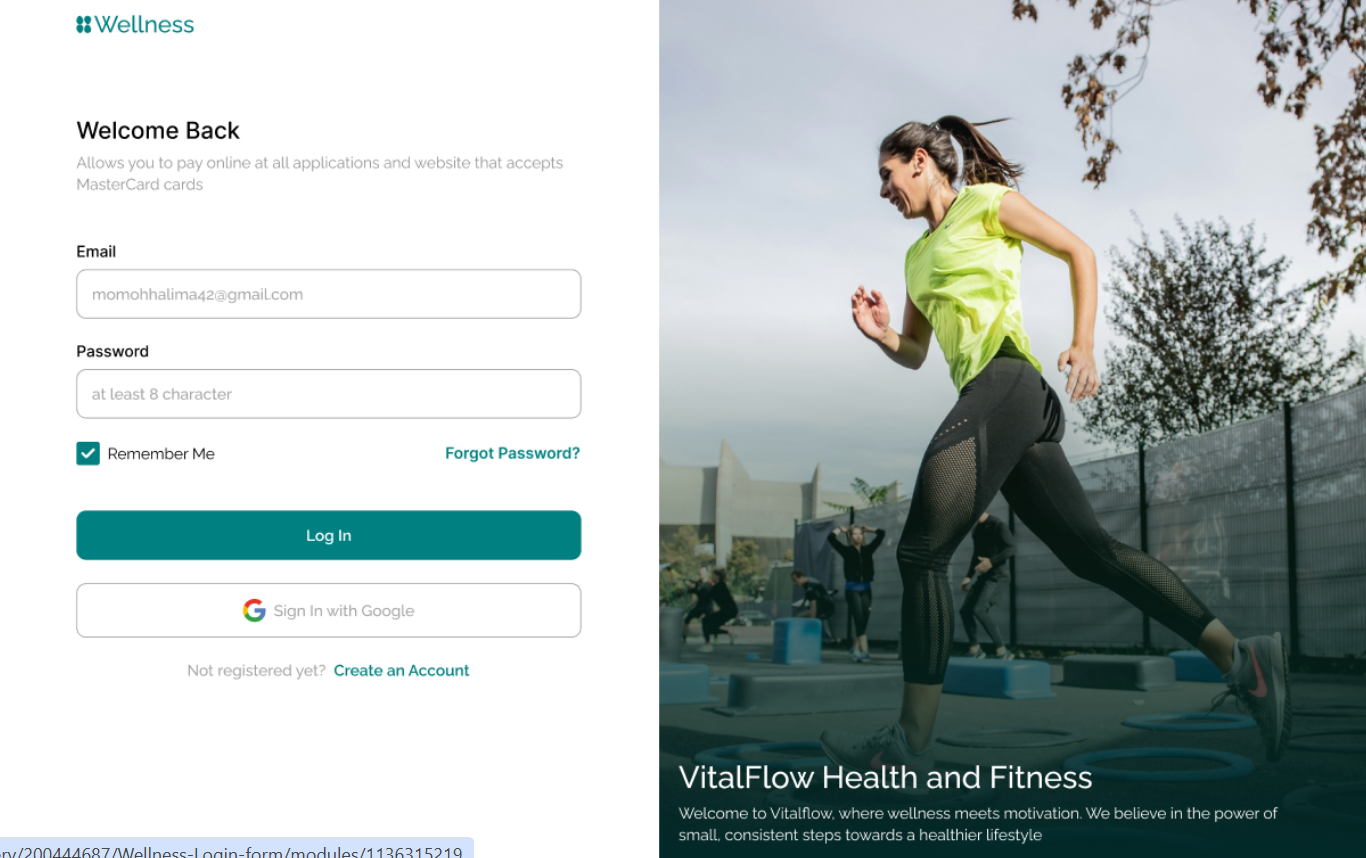 Wellness
Welcome Back
Allows you to pay online at all applications and website that accepts
MasterCard cards
Email
momohhalima42@gmail.com
Password
at least 8 character
Remember Me
Forgot Password?
Log In
Sign In with Google
Not registered yet? Create an Account
VitalFlow Health and Fitness
Welcome to Vitalflow, where wellness meets motivation. We believe in the power of
small, consistent steps towards a healthier lifestyle
ery/200444687/Wellness-Login-form/modules/1136315219